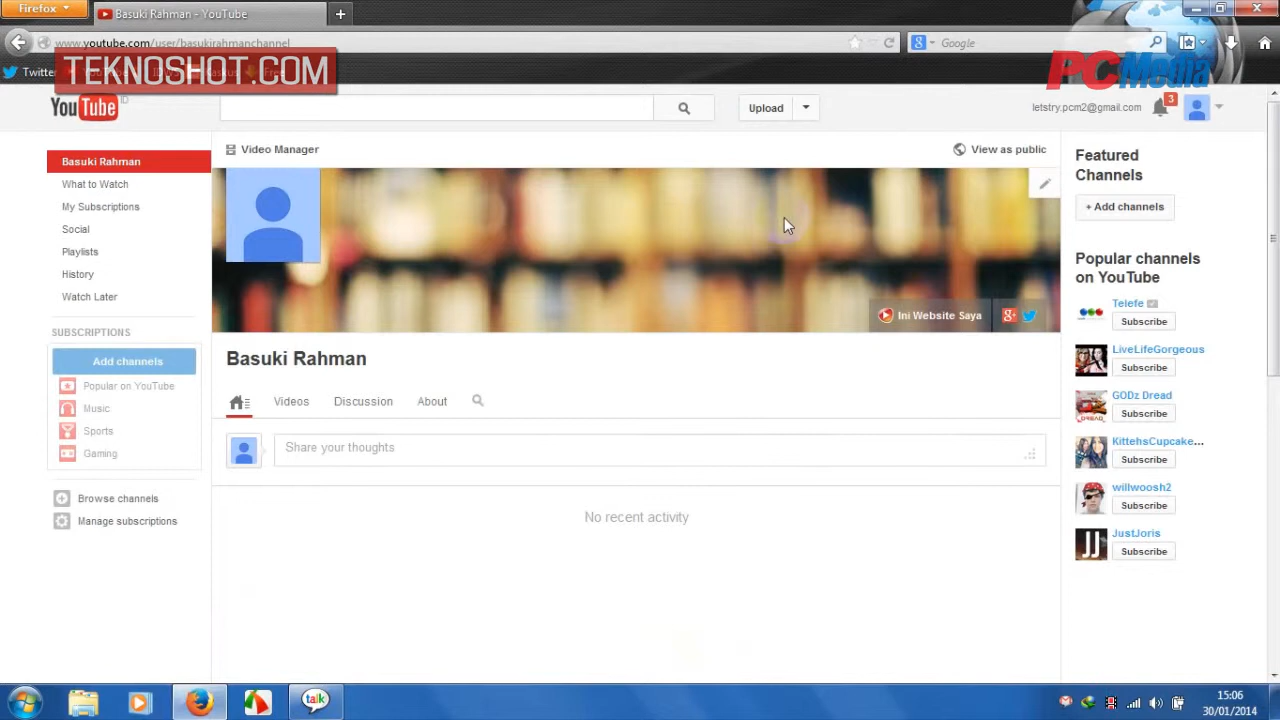 Firefox
Basuki Rahman - YouTube
www.youtube.com/user/basukirahmanchannel
Google
Twitter
TEKNOSHOT.COM
PCMedia
YouTube ID
Upload
letstry.pcm2@gmail.com
3
Basuki Rahman
What to Watch
My Subscriptions
Social
Playlists
History
Watch Later
SUBSCRIPTIONS
Add channels
Popular on YouTube
Music
Sports
Gaming
Browse channels
Manage subscriptions
Video Manager
View as public
Ini Website Saya
Basuki Rahman
Videos
Discussion
About
Share your thoughts
No recent activity
Featured
Channels
+ Add channels
Popular channels
on YouTube
Telefe
Subscribe
LiveLifeGorgeous
Subscribe
GODz Dread
Subscribe
KittehsCupcake...
Subscribe
willwoosh2
Subscribe
JustJoris
Subscribe
talk
15:06
30/01/2014